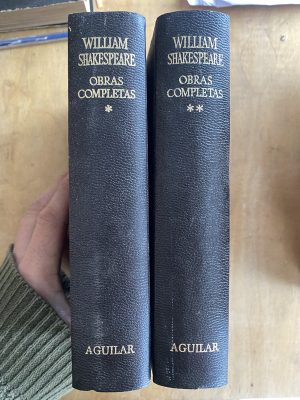 WILLIAM
SHAKESPEARE
OBRAS
COMPLETAS
*
AGUILAR
WILLIAM
SHAKESPEARE
OBRAS
COMPLETAS
**
AGUILAR